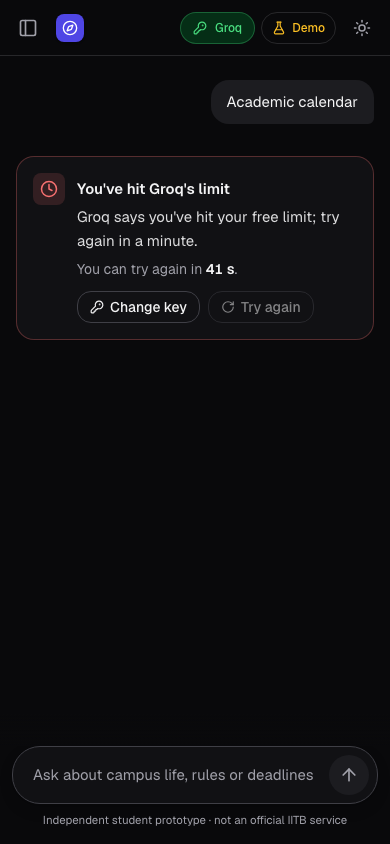 Groq
Demo
Academic calendar
You've hit Groq's limit
Groq says you've hit your free limit; try
again in a minute.
You can try again in 41 s.
Change key
Try again
Ask about campus life, rules or deadlines
Independent student prototype · not an official IITB service